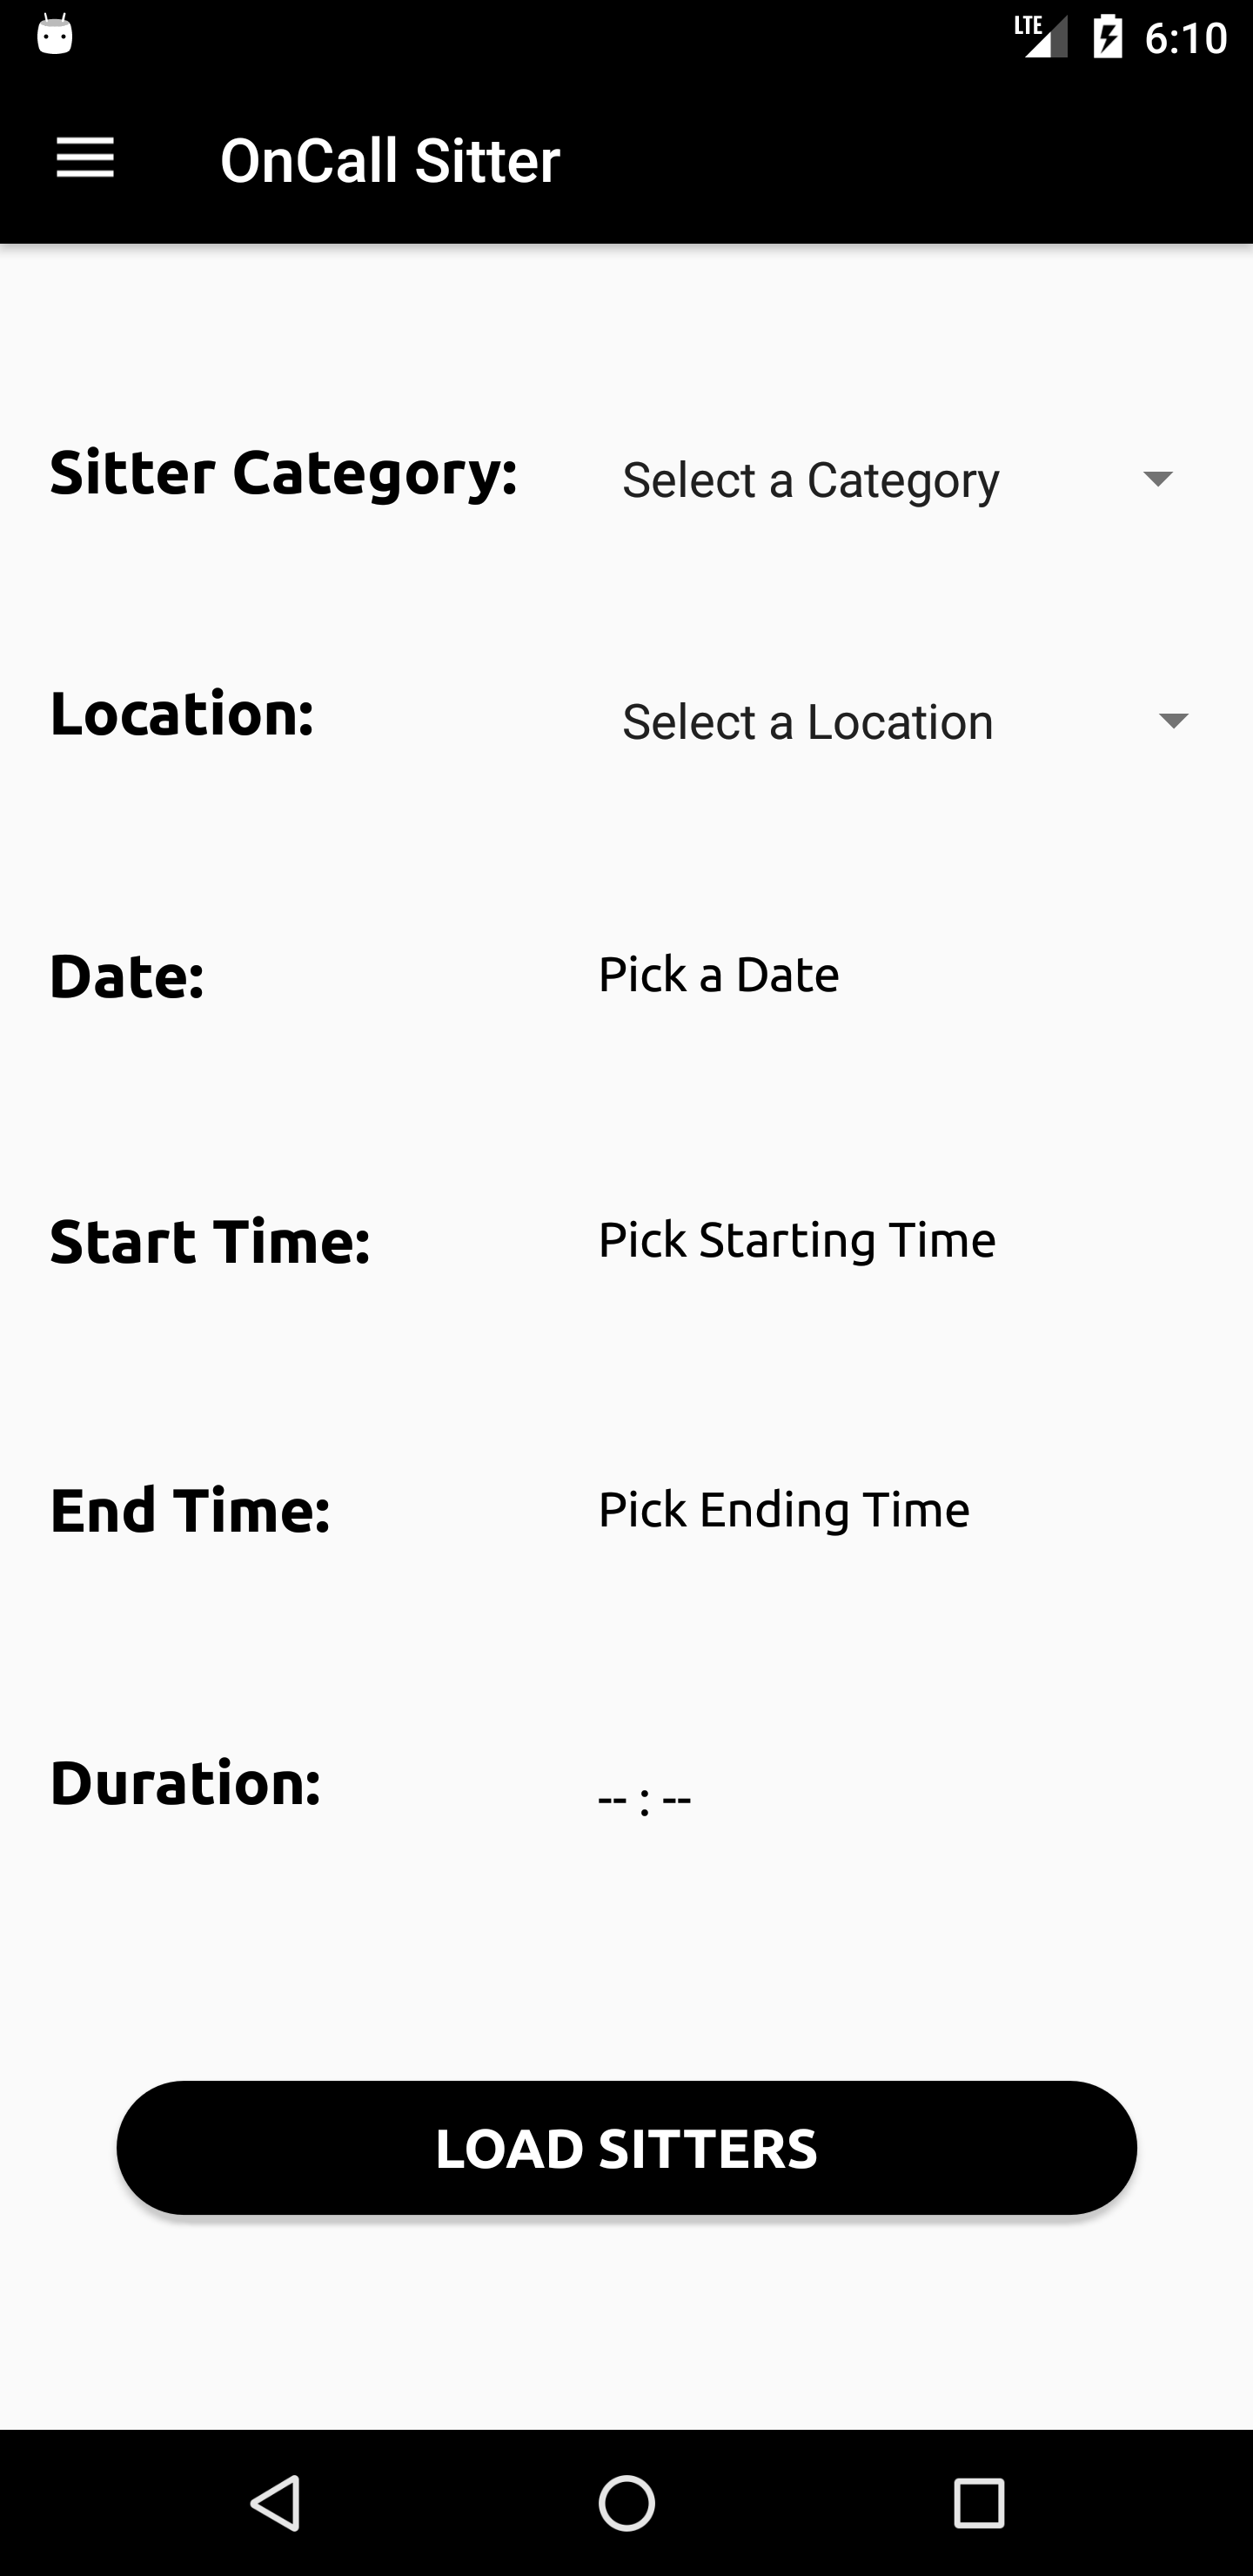 LTE 6:10
OnCall Sitter
Sitter Category: Select a Category
Location: Select a Location
Date: Pick a Date
Start Time: Pick Starting Time
End Time: Pick Ending Time
Duration: -- : --
LOAD SITTERS